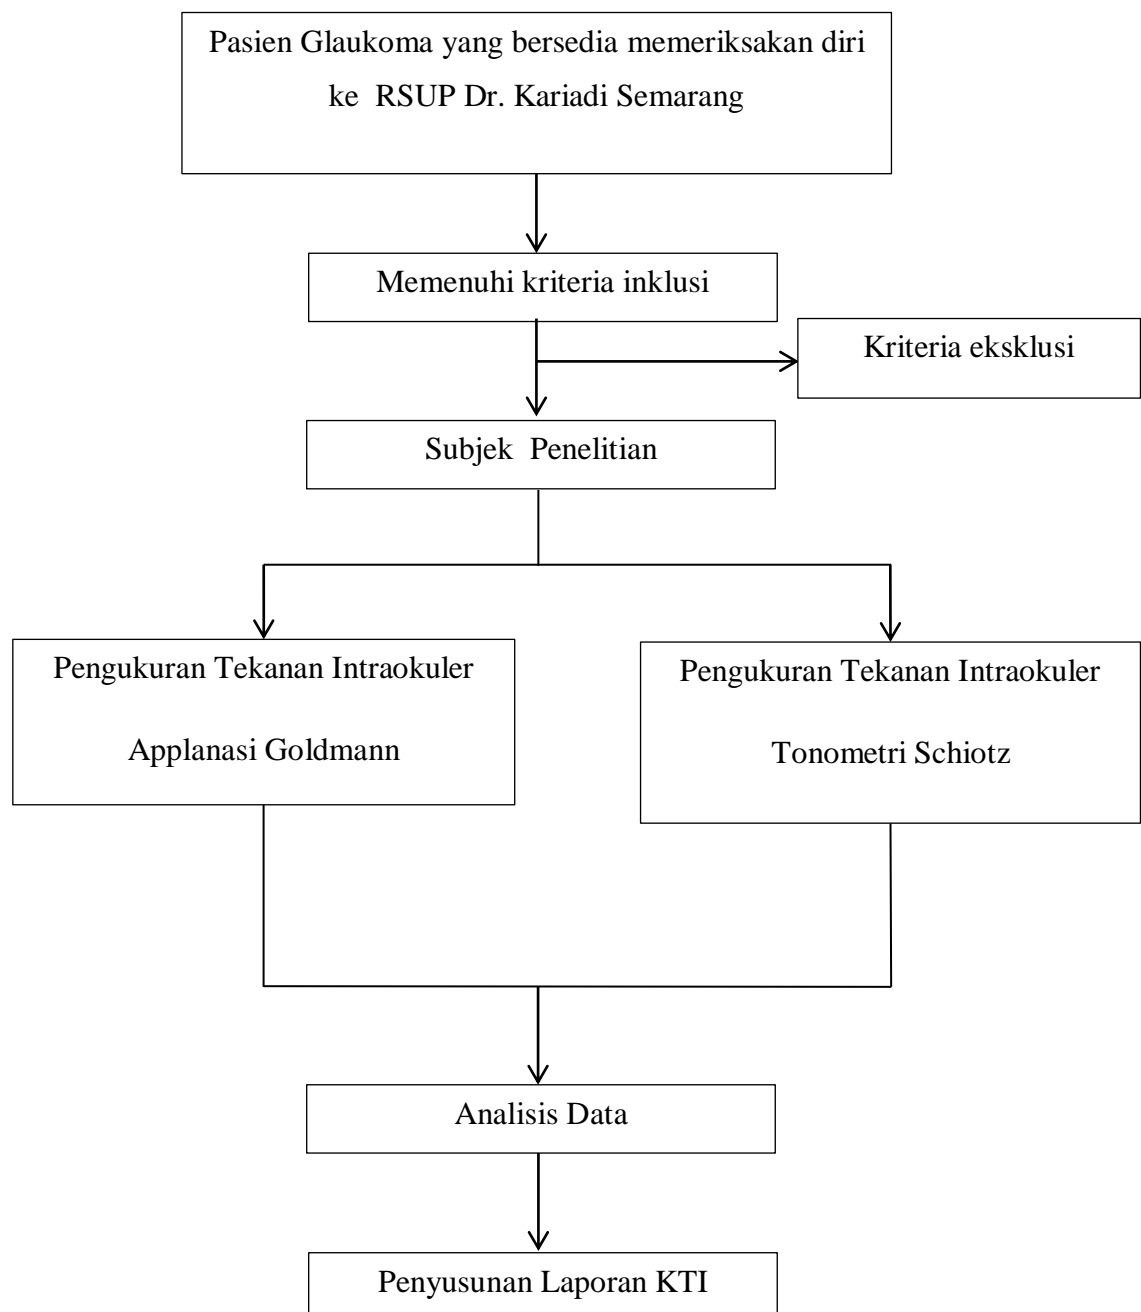 Pasien Glaukoma yang bersedia memeriksakan diri
ke RSUP Dr. Kariadi Semarang
Memenuhi kriteria inklusi
Kriteria eksklusi
Subjek Penelitian
Pengukuran Tekanan Intraokuler
Applanasi Goldmann
Pengukuran Tekanan Intraokuler
Tonometri Schiotz
Analisis Data
Penyusunan Laporan KTI